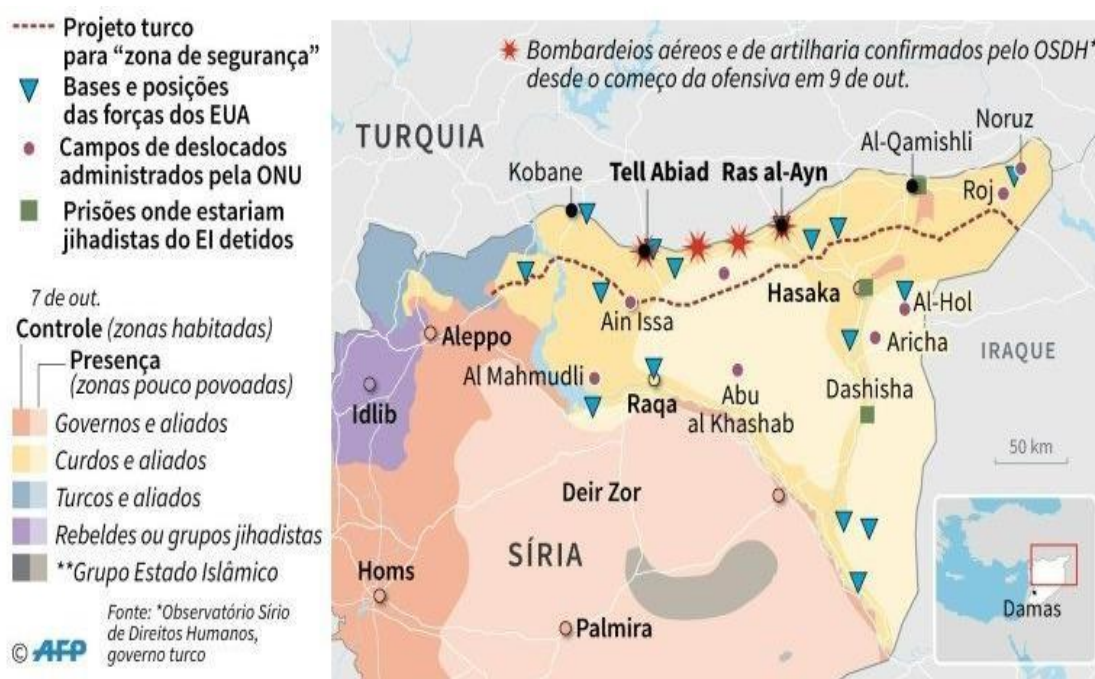 Projeto turco
para “zona de segurança”
Bases e posições
das forças dos EUA
Campos de deslocados
administrados pela ONU
Prisões onde estariam
jihadistas do EI detidos
7 de out.
Controle (zonas habitadas)
Presença
(zonas pouco povoadas)
Governos e aliados
Curdos e aliados
Turcos e aliados
Rebeldes ou grupos jihadistas
**Grupo Estado Islâmico
Fonte: *Observatório Sírio
de Direitos Humanos,
governo turco
© AFP
Bombardeios aéreos e de artilharia confirmados pelo OSDH*
desde o começo da ofensiva em 9 de out.
TURQUIA
Noruz
Al-Qamishli
Kobane
Tell Abiad
Ras al-Ayn
Roj
Hasaka
Al-Hol
Ain Issa
Aleppo
Aricha
IRAQUE
Al Mahmudli
Dashisha
Idlib
Raqa
Abu
al Khashab
50 km
Deir Zor
SÍRIA
Homs
Palmira
Damas